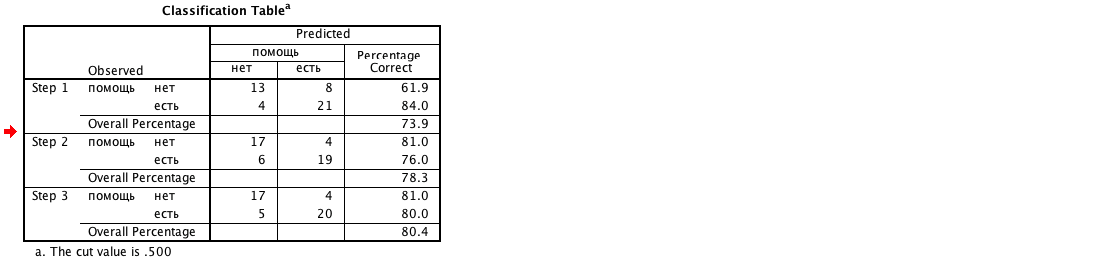 Classification Tableᵃ
Predicted
помощь Percentage Correct
Observed нет есть
Step 1 помощь нет 13 8 61.9
есть 4 21 84.0
Overall Percentage 73.9
Step 2 помощь нет 17 4 81.0
есть 6 19 76.0
Overall Percentage 78.3
Step 3 помощь нет 17 4 81.0
есть 5 20 80.0
Overall Percentage 80.4
a. The cut value is .500